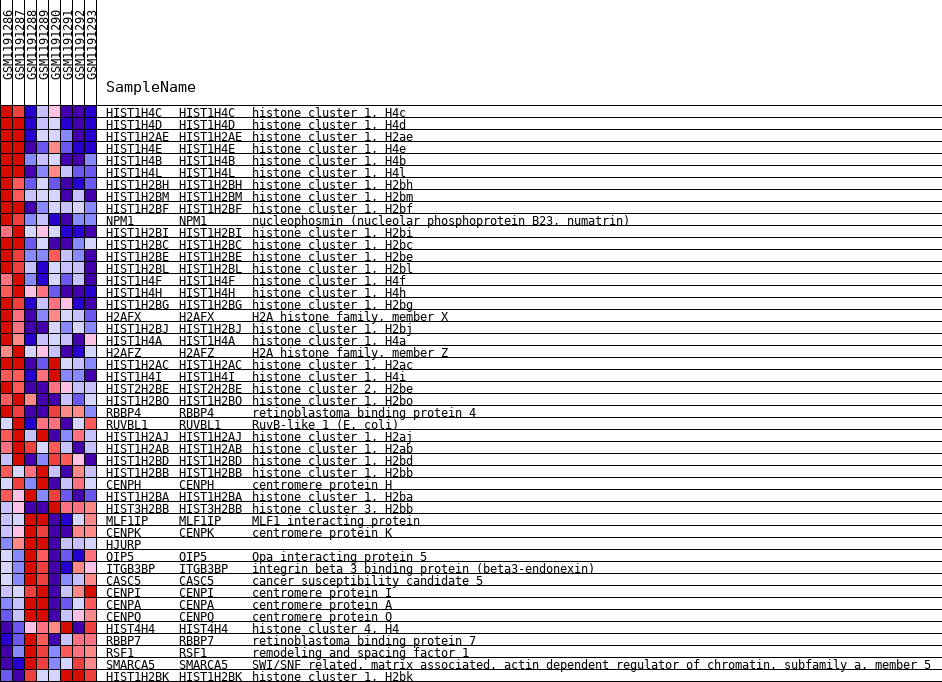 GSM1191286 GSM1191287 GSM1191288 GSM1191289 GSM1191290 GSM1191291 GSM1191292 GSM1191293
SampleName
HIST1H4C HIST1H4C histone cluster 1, H4c
HIST1H4D HIST1H4D histone cluster 1, H4d
HIST1H2AE HIST1H2AE histone cluster 1, H2ae
HIST1H4E HIST1H4E histone cluster 1, H4e
HIST1H4B HIST1H4B histone cluster 1, H4b
HIST1H4L HIST1H4L histone cluster 1, H4l
HIST1H2BH HIST1H2BH histone cluster 1, H2bh
HIST1H2BM HIST1H2BM histone cluster 1, H2bm
HIST1H2BF HIST1H2BF histone cluster 1, H2bf
NPM1 NPM1 nucleophosmin (nucleolar phosphoprotein B23, numatrin)
HIST1H2BI HIST1H2BI histone cluster 1, H2bi
HIST1H2BC HIST1H2BC histone cluster 1, H2bc
HIST1H2BE HIST1H2BE histone cluster 1, H2be
HIST1H2BL HIST1H2BL histone cluster 1, H2bl
HIST1H4F HIST1H4F histone cluster 1, H4f
HIST1H4H HIST1H4H histone cluster 1, H4h
HIST1H2BG HIST1H2BG histone cluster 1, H2bg
H2AFX H2AFX H2A histone family, member X
HIST1H2BJ HIST1H2BJ histone cluster 1, H2bj
HIST1H4A HIST1H4A histone cluster 1, H4a
H2AFZ H2AFZ H2A histone family, member Z
HIST1H2AC HIST1H2AC histone cluster 1, H2ac
HIST1H4I HIST1H4I histone cluster 1, H4i
HIST2H2BE HIST2H2BE histone cluster 2, H2be
HIST1H2BO HIST1H2BO histone cluster 1, H2bo
RBBP4 RBBP4 retinoblastoma binding protein 4
RUVBL1 RUVBL1 RuvB-like 1 (E. coli)
HIST1H2AJ HIST1H2AJ histone cluster 1, H2aj
HIST1H2AB HIST1H2AB histone cluster 1, H2ab
HIST1H2BD HIST1H2BD histone cluster 1, H2bd
HIST1H2BB HIST1H2BB histone cluster 1, H2bb
CENPH CENPH centromere protein H
HIST1H2BA HIST1H2BA histone cluster 1, H2ba
HIST3H2BB HIST3H2BB histone cluster 3, H2bb
MLF1IP MLF1IP MLF1 interacting protein
CENPK CENPK centromere protein K
HJURP
OIP5 OIP5 Opa interacting protein 5
ITGB3BP ITGB3BP integrin beta 3 binding protein (beta3-endonexin)
CASC5 CASC5 cancer susceptibility candidate 5
CENPI CENPI centromere protein I
CENPA CENPA centromere protein A
CENPQ CENPQ centromere protein Q
HIST4H4 HIST4H4 histone cluster 4, H4
RBBP7 RBBP7 retinoblastoma binding protein 7
RSF1 RSF1 remodeling and spacing factor 1
SMARCA5 SMARCA5 SWI/SNF related, matrix associated, actin dependent regulator of chromatin, subfamily a, member 5
HIST1H2BK HIST1H2BK histone cluster 1, H2bk